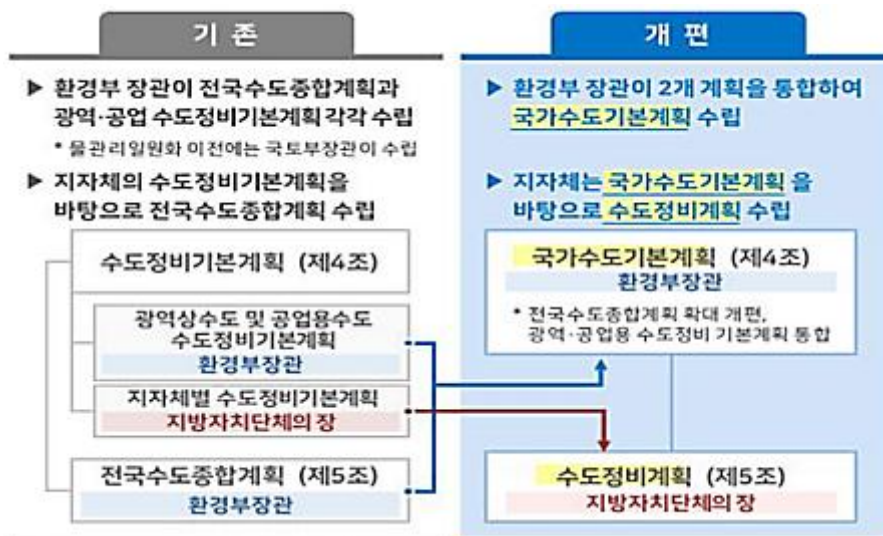 기 존
▶ 환경부 장관이 전국수도종합계획과
광역·공업 수도정비기본계획 각각 수립
* 물관리일원화 이전에는 국토부장관이 수립
▶ 지자체의 수도정비기본계획을
바탕으로 전국수도종합계획 수립
수도정비기본계획 (제4조)
광역상수도 및 공업용수도
수도정비기본계획
환경부장관
지자체별 수도정비기본계획
지방자치단체의 장
전국수도종합계획 (제5조)
환경부장관
개 편
▶ 환경부 장관이 2개 계획을 통합하여
국가수도기본계획 수립
▶ 지자체는 국가수도기본계획 을
바탕으로 수도정비계획 수립
국가수도기본계획 (제4조)
환경부장관
* 전국수도종합계획 확대 개편,
광역·공업용 수도정비 기본계획 통합
수도정비계획 (제5조)
지방자치단체의 장